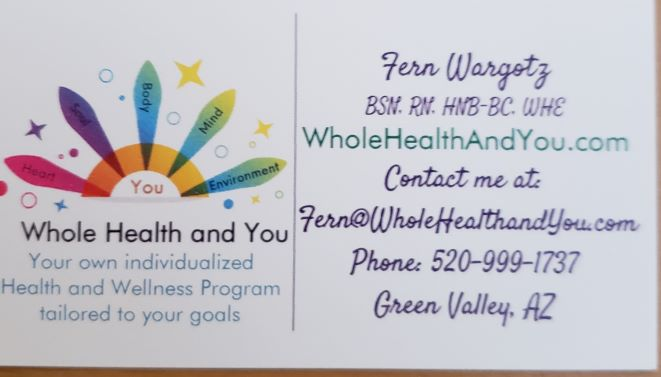 Heart
Soul
Body
Mind
Environment
You
Whole Health and You
Your own individualized
Health and Wellness Program
tailored to your goals
Fern Wargotz
BSN. RN. HNB-BC. WHE
WholeHealthAndYou.com
Contact me at:
Fern@WholeHealthandYou.com
Phone: 520-999-1737
Green Valley, AZ